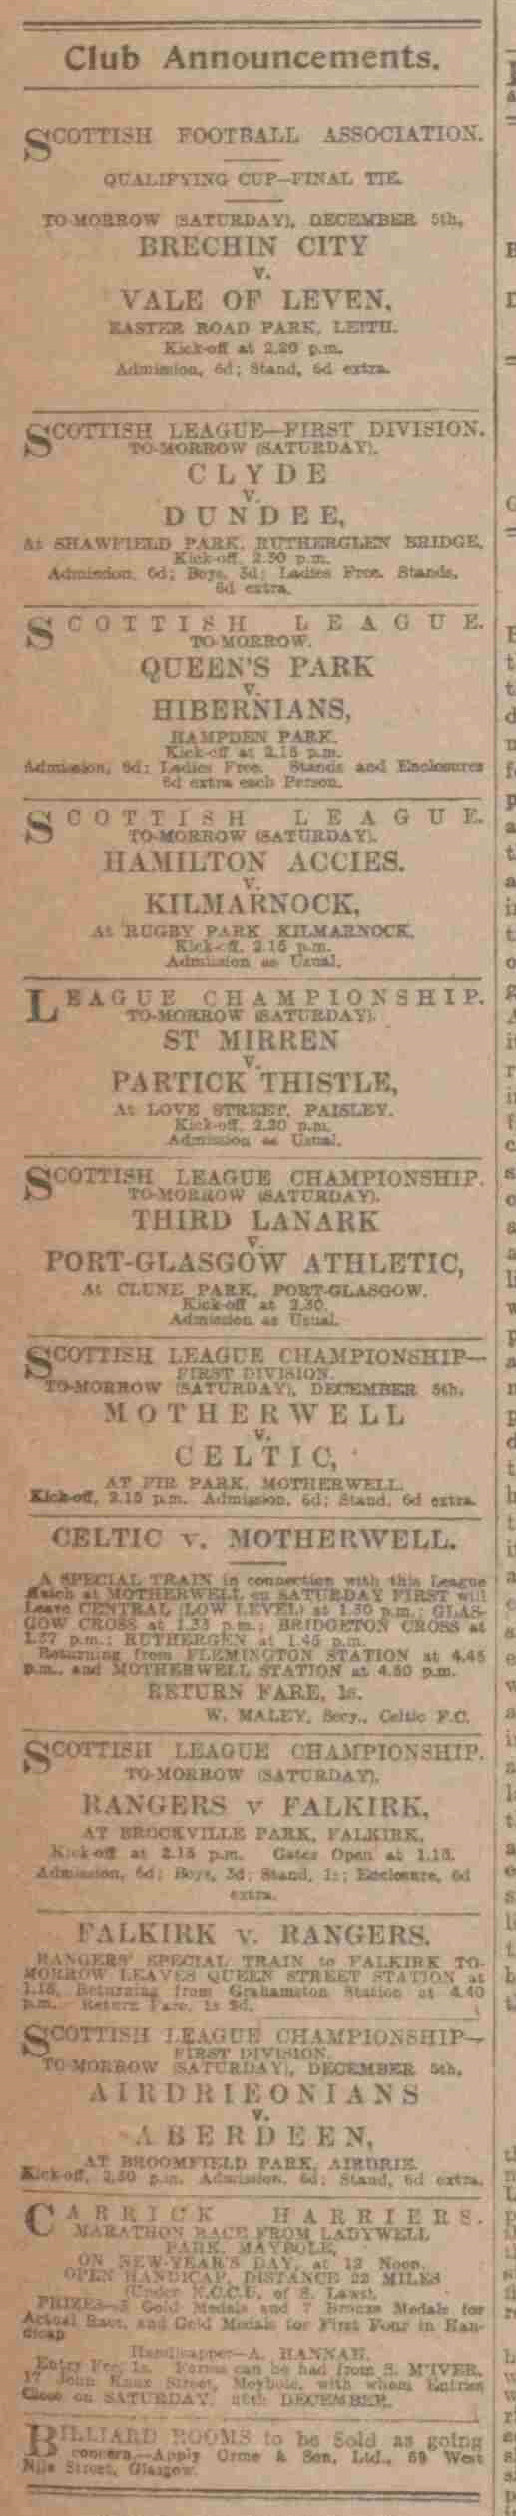 Club Announcements.
SCOTTISH FOOTBALL ASSOCIATION.
QUALIFYING CUP—FINAL TIE.
TO-MORROW (SATURDAY), DECEMBER 5th,
BRECHIN CITY
v.
VALE OF LEVEN,
EASTER ROAD PARK, LEITH.
Kick-off at 2.20 p.m.
Admission, 6d; Stand, 6d extra.
SCOTTISH LEAGUE—FIRST DIVISION.
TO-MORROW (SATURDAY).
CLYDE
v.
DUNDEE,
At SHAWFIELD PARK, RUTHERGLEN BRIDGE,
Kick-off, 2.30 p.m.
Admission, 6d; Boys, 3d; Ladies Free. Stands,
6d extra.
SCOTTISH LEAGUE.
TO-MORROW.
QUEEN'S PARK
v.
HIBERNIANS,
HAMPDEN PARK.
Kick-off at 2.15 p.m.
Admission, 6d; Ladies Free. Stands and Enclosures
6d extra each Person.
SCOTTISH LEAGUE.
TO-MORROW (SATURDAY).
HAMILTON ACCIES.
v.
KILMARNOCK,
At RUGBY PARK KILMARNOCK.
Kick-off, 2.15 p.m.
Admission as Usual.
LEAGUE CHAMPIONSHIP.
TO-MORROW (SATURDAY).
ST MIRREN
v.
PARTICK THISTLE,
At LOVE STREET, PAISLEY.
Kick-off, 2.20 p.m.
Admission as Usual.
SCOTTISH LEAGUE CHAMPIONSHIP.
TO-MORROW (SATURDAY).
THIRD LANARK
v.
PORT-GLASGOW ATHLETIC,
At CLUNE PARK, PORT-GLASGOW.
Kick-off at 2.30.
Admission as Usual.
SCOTTISH LEAGUE CHAMPIONSHIP—
FIRST DIVISION.
TO-MORROW (SATURDAY), DECEMBER 5th,
MOTHERWELL
v.
CELTIC,
AT FIR PARK, MOTHERWELL.
Kick-off, 2.15 p.m. Admission, 6d; Stand, 6d extra.
CELTIC v. MOTHERWELL.
A SPECIAL TRAIN in connection with this League
Match at MOTHERWELL on SATURDAY FIRST will
Leave CENTRAL (LOW LEVEL) at 1.30 p.m.; GLAS-
GOW CROSS at 1.33 p.m.; BRIDGETON CROSS at
1.37 p.m.; RUTHERGEN at 1.45 p.m.
Returning from FLEMINGTON STATION at 4.45
p.m., and MOTHERWELL STATION at 4.50 p.m.
RETURN FARE, 1s.
W. MALEY, Secy., Celtic F.C.
SCOTTISH LEAGUE CHAMPIONSHIP.
TO-MORROW (SATURDAY).
RANGERS v FALKIRK,
AT BROCKVILLE PARK, FALKIRK.
Kick-off at 2.15 p.m. Gates Open at 1.15.
Admission, 6d; Boys, 3d; Stand, 1s; Enclosure, 6d
extra.
FALKIRK v. RANGERS.
RANGERS' SPECIAL TRAIN to FALKIRK TO-
MORROW LEAVES QUEEN STREET STATION at
1.15, Returning from Grahamston Station at 4.40
p.m. Return Fare, 1s 9d.
SCOTTISH LEAGUE CHAMPIONSHIP—
FIRST DIVISION.
TO-MORROW (SATURDAY), DECEMBER 5th,
AIRDRIEONIANS
v.
ABERDEEN,
AT BROOMFIELD PARK, AIRDRIE.
Kick-off, 2.30 p.m. Admission, 6d; Stand, 6d extra.
CARRICK HARRIERS.
MARATHON RACE FROM LADYWELL
PARK, MAYBOLE,
ON NEW-YEAR'S DAY, at 12 Noon.
OPEN HANDICAP, DISTANCE 22 MILES
(Under N.C.C.U. of S. Laws).
PRIZES—3 Gold Medals and 7 Bronze Medals for
Actual Race, and Gold Medals for First Four in Han-
dicap
Handicapper—A. HANNAH.
Entry Fee, 1s. Forms can be had from S. M'IVER,
17 John Knox Street, Maybole, with whom Entries
Close on SATURDAY, DECEMBER.
BILLIARD ROOMS to be Sold as going
concern.—Apply Orme & Son, Ltd., 59 West
Nile Street, Glasgow.